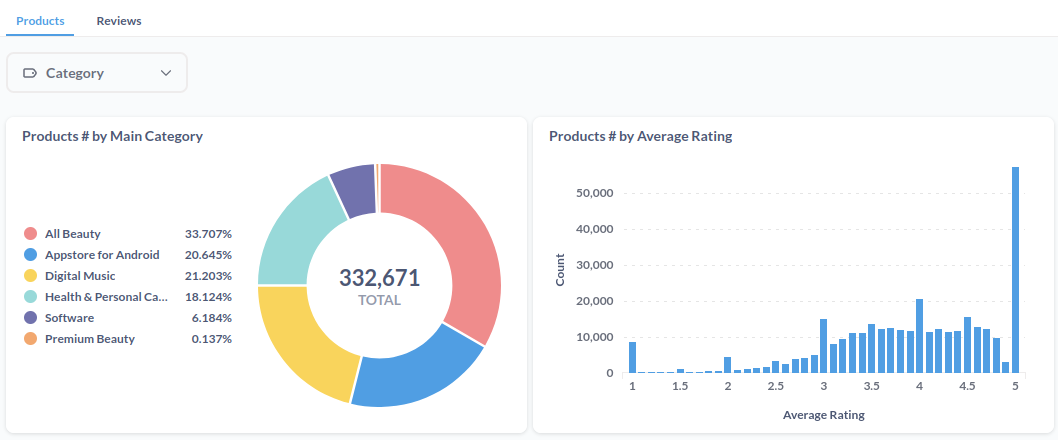 Products Reviews
Category
Products # by Main Category
All Beauty 33.707%
Appstore for Android 20.645%
Digital Music 21.203%
Health & Personal Ca... 18.124%
Software 6.184%
Premium Beauty 0.137%
332,671
TOTAL
Products # by Average Rating
Count
50,000
40,000
30,000
20,000
10,000
0
1 1.5 2 2.5 3 3.5 4 4.5 5
Average Rating